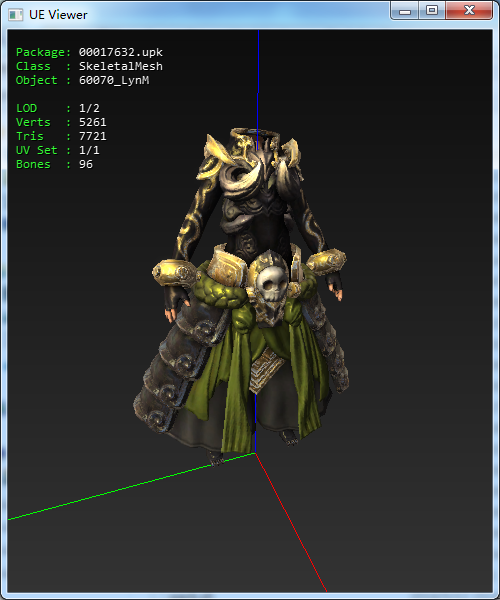 UE Viewer
Package: 00017632.upk
Class : SkeletalMesh
Object : 60070_LynM
LOD : 1/2
Verts : 5261
Tris : 7721
UV Set : 1/1
Bones : 96